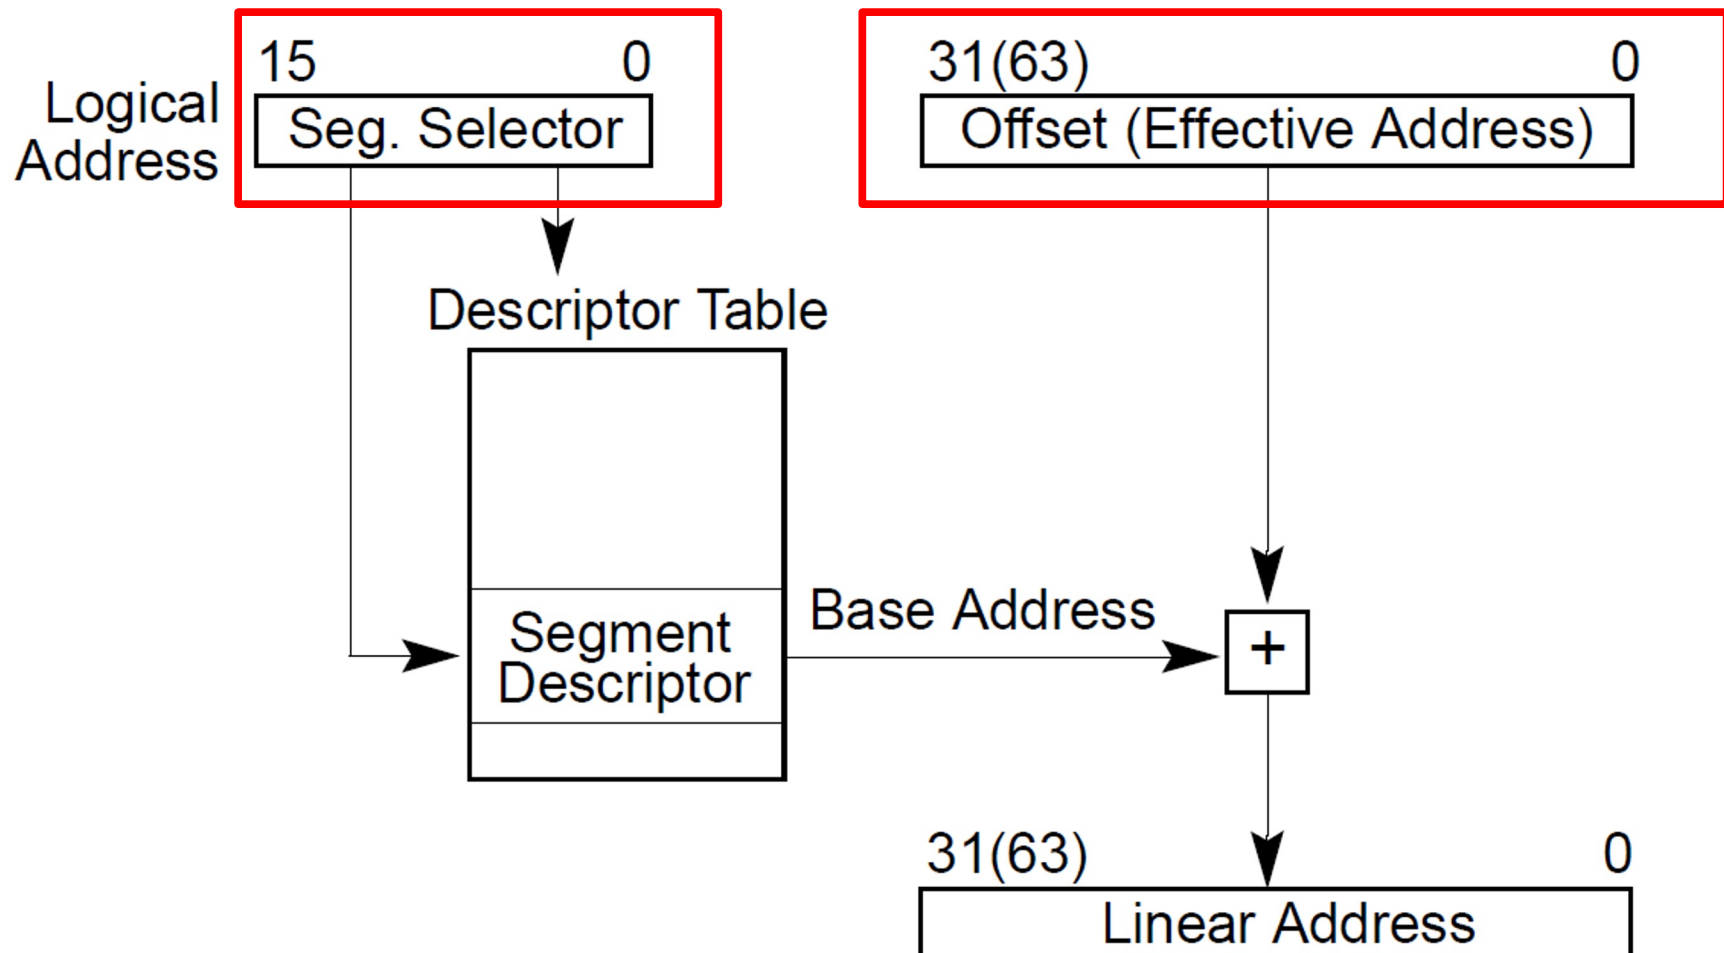 15 0
31(63) 0
Logical
Address
Seg. Selector
Offset (Effective Address)
Descriptor Table
Base Address
Segment
Descriptor
+
31(63) 0
Linear Address